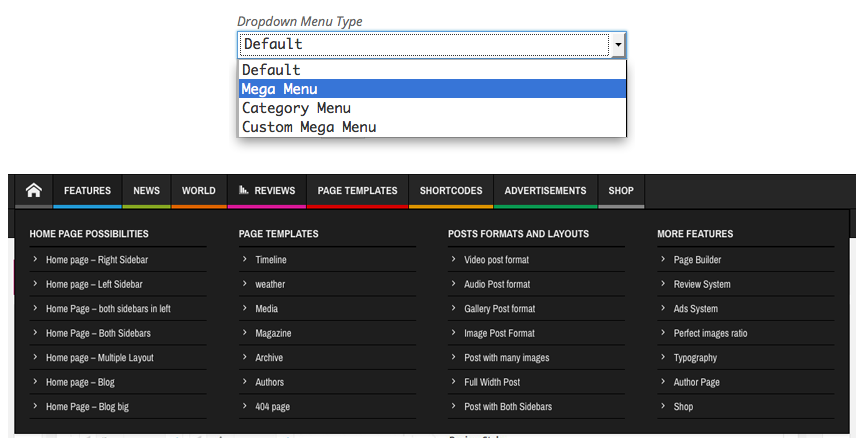 Dropdown Menu Type
Default
Default
Mega Menu
Category Menu
Custom Mega Menu
FEATURES NEWS WORLD REVIEWS PAGE TEMPLATES SHORTCODES ADVERTISEMENTS SHOP
HOME PAGE POSSIBILITIES
Home page – Right Sidebar
Home page – Left Sidebar
Home Page – both sidebars in left
Home Page – Both Sidebars
Home page – Multiple Layout
Home page – Blog
Home Page – Blog big
PAGE TEMPLATES
Timeline
weather
Media
Magazine
Archive
Authors
404 page
POSTS FORMATS AND LAYOUTS
Video post format
Audio Post format
Gallery Post format
Image Post Format
Post with many images
Full Width Post
Post with Both Sidebars
MORE FEATURES
Page Builder
Review System
Ads System
Perfect images ratio
Typography
Author Page
Shop